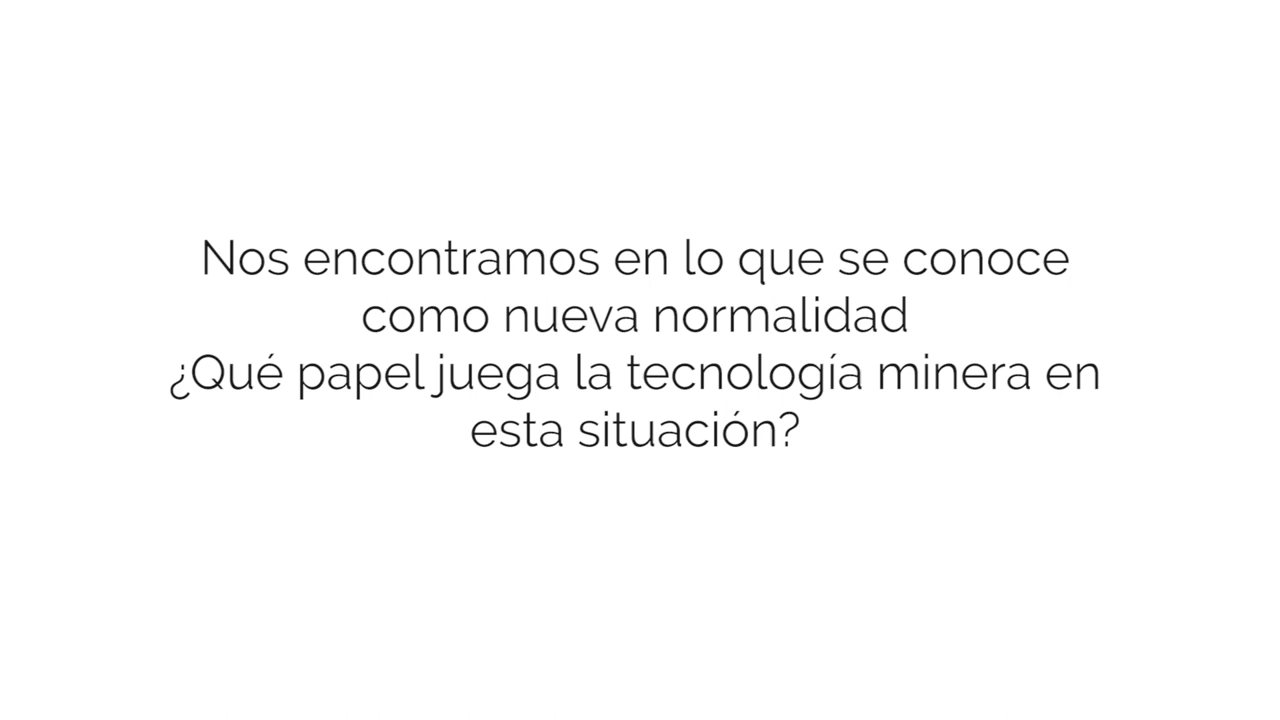 Nos encontramos en lo que se conoce
como nueva normalidad
¿Qué papel juega la tecnología minera en
esta situación?